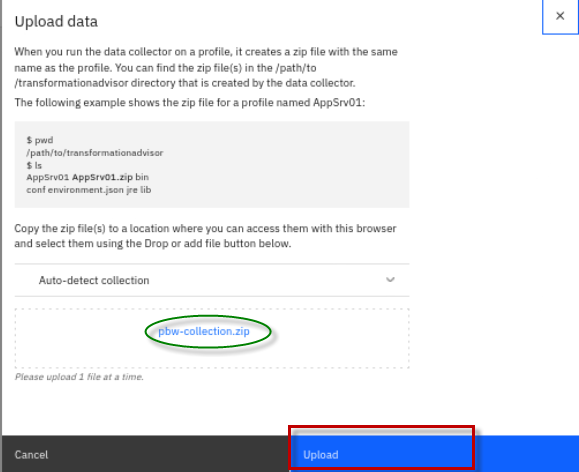 Upload data
When you run the data collector on a profile, it creates a zip file with the same
name as the profile. You can find the zip file(s) in the /path/to
/transformationadvisor directory that is created by the data collector.
The following example shows the zip file for a profile named AppSrv01:
$ pwd
/path/to/transformationadvisor
$ ls
AppSrv01 AppSrv01.zip bin
conf environment.json jre lib
Copy the zip file(s) to a location where you can access them with this browser
and select them using the Drop or add file button below.
Auto-detect collection
pbw-collection.zip
Please upload 1 file at a time.
Cancel
Upload